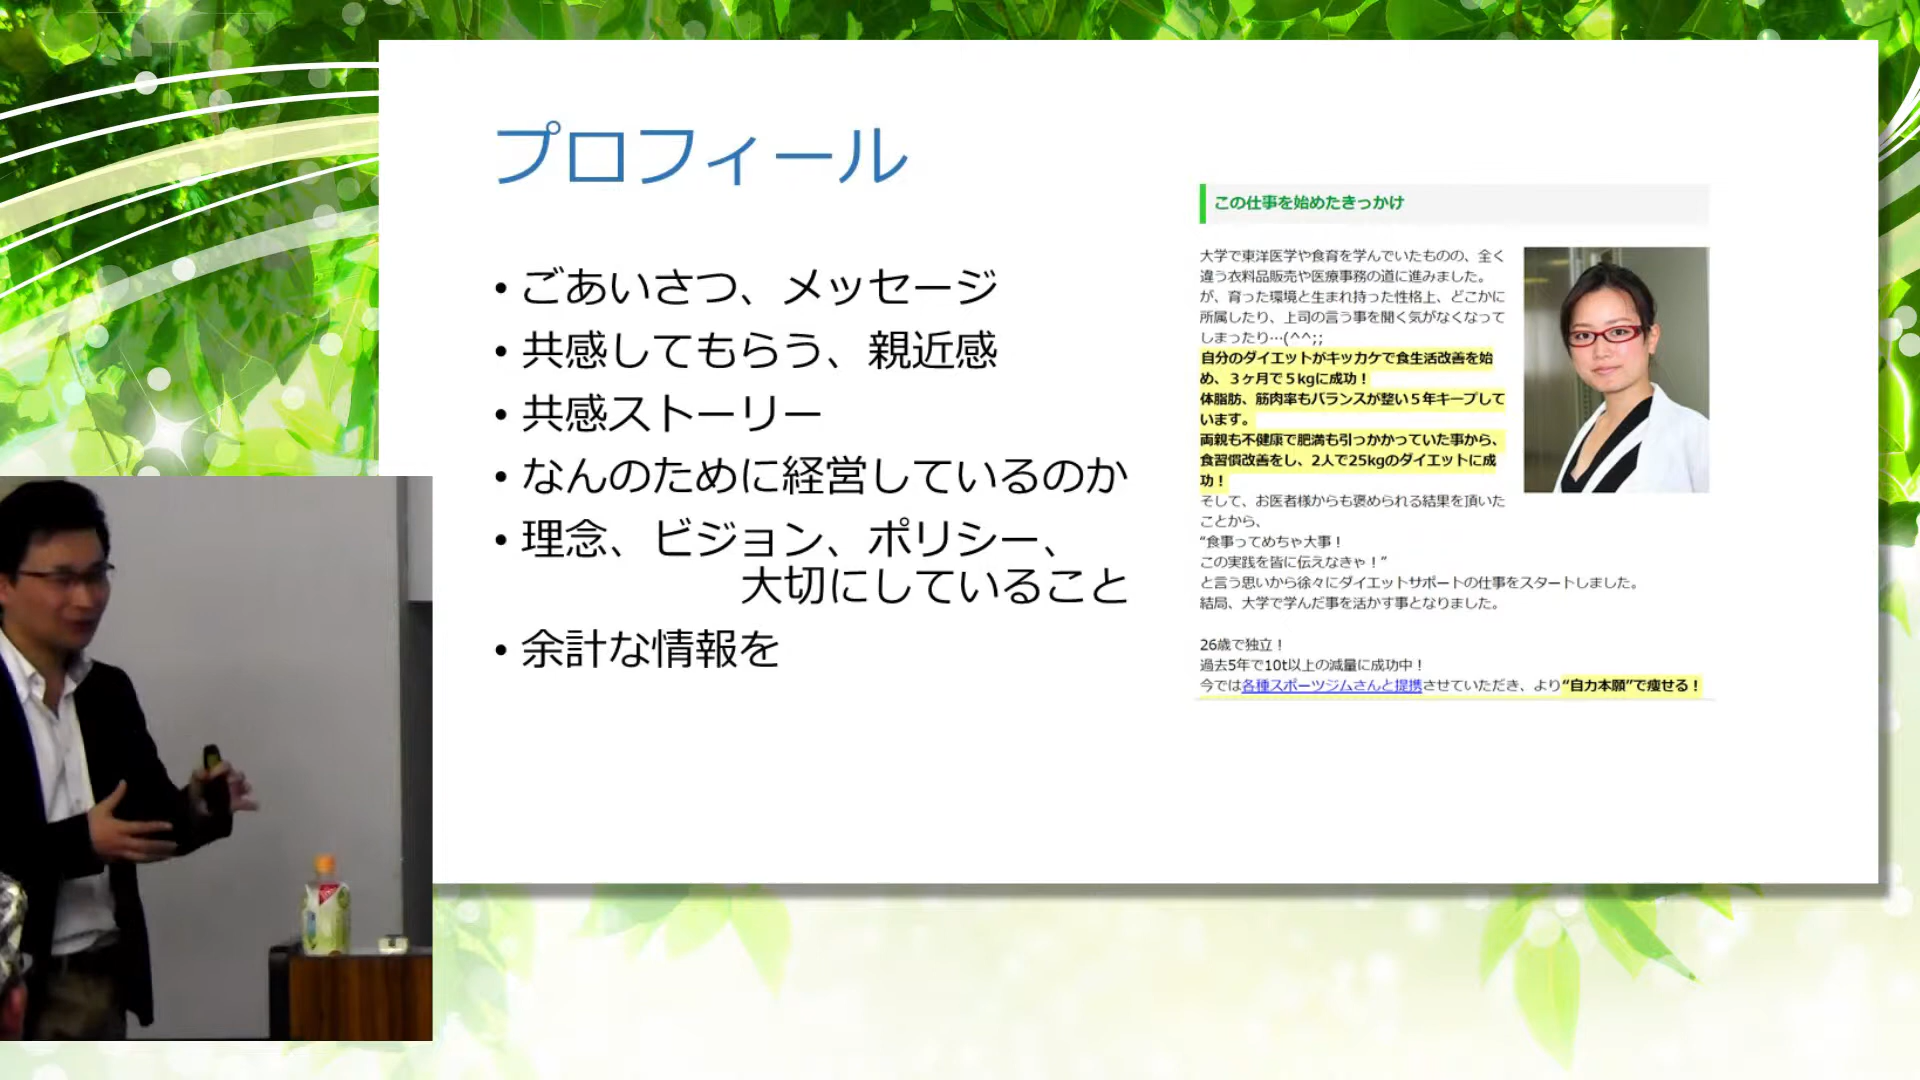 プロフィール
• ごあいさつ、メッセージ
• 共感してもらう、親近感
• 共感ストーリー
• なんのために経営しているのか
• 理念、ビジョン、ポリシー、
大切にしていること
• 余計な情報を
この仕事を始めたきっかけ
大学で東洋医学や食育を学んでいたものの、全く
違う衣料品販売や医療事務の道に進みました。
が、育った環境と生まれ持った性格上、どこかに
所属したり、上司の言う事を聞く気がなくなって
しまったり…(^^;;
自分のダイエットがキッカケで食生活改善を始
め、３ヶ月で５kgに成功！
体脂肪、筋肉率もバランスが整い５年キープして
います。
両親も不健康で肥満も引っかかっていた事から、
食習慣改善をし、2人で25kgのダイエットに成
功！
そして、お医者様からも褒められる結果を頂いた
ことから、
“食事ってめちゃ大事！
この実践を皆に伝えなきゃ！”
と言う思いから徐々にダイエットサポートの仕事をスタートしました。
結局、大学で学んだ事を活かす事となりました。
26歳で独立！
過去5年で10t以上の減量に成功中！
今では各種スポーツジムさんと提携させていただき、より“自力本願”で痩せる！